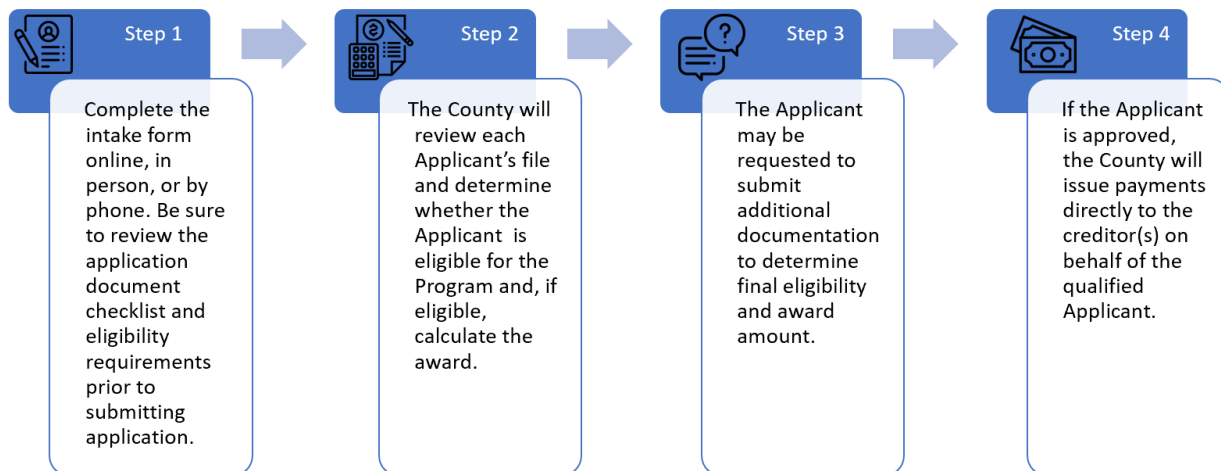 Step 1
Complete the
intake form
online, in
person, or by
phone. Be sure
to review the
application
document
checklist and
eligibility
requirements
prior to
submitting
application.
Step 2
The County will
review each
Applicant's file
and determine
whether the
Applicant  is
eligible for the
Program and, if
eligible,
calculate the
award.
Step 3
The Applicant
may be
requested to
submit
additional
documentation
to determine
final eligibility
and award
amount.
Step 4
If the Applicant
is approved,
the County will
issue payments
directly to the
creditor(s) on
behalf of the
qualified
Applicant.